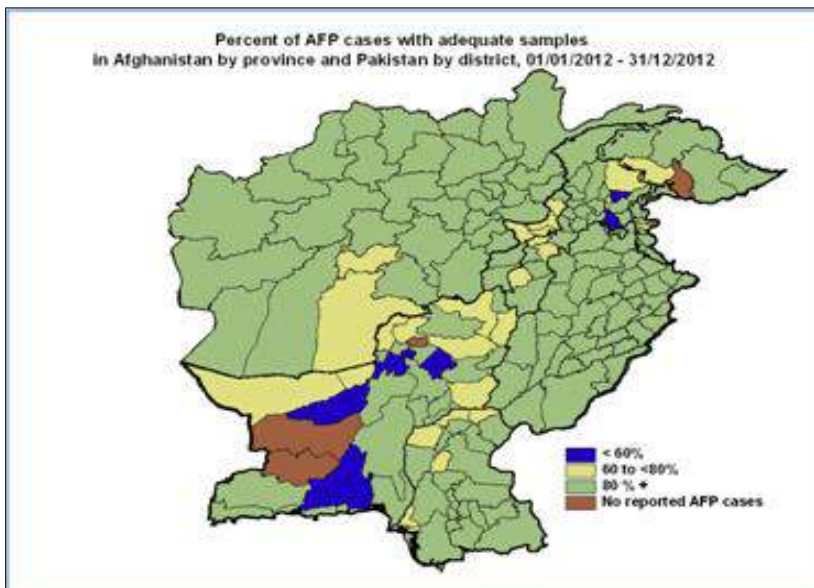 Percent of AFP cases with adequate samples
in Afghanistan by province and Pakistan by district, 01/01/2012 - 31/12/2012
< 60%
60 to <80%
80 % +
No reported AFP cases